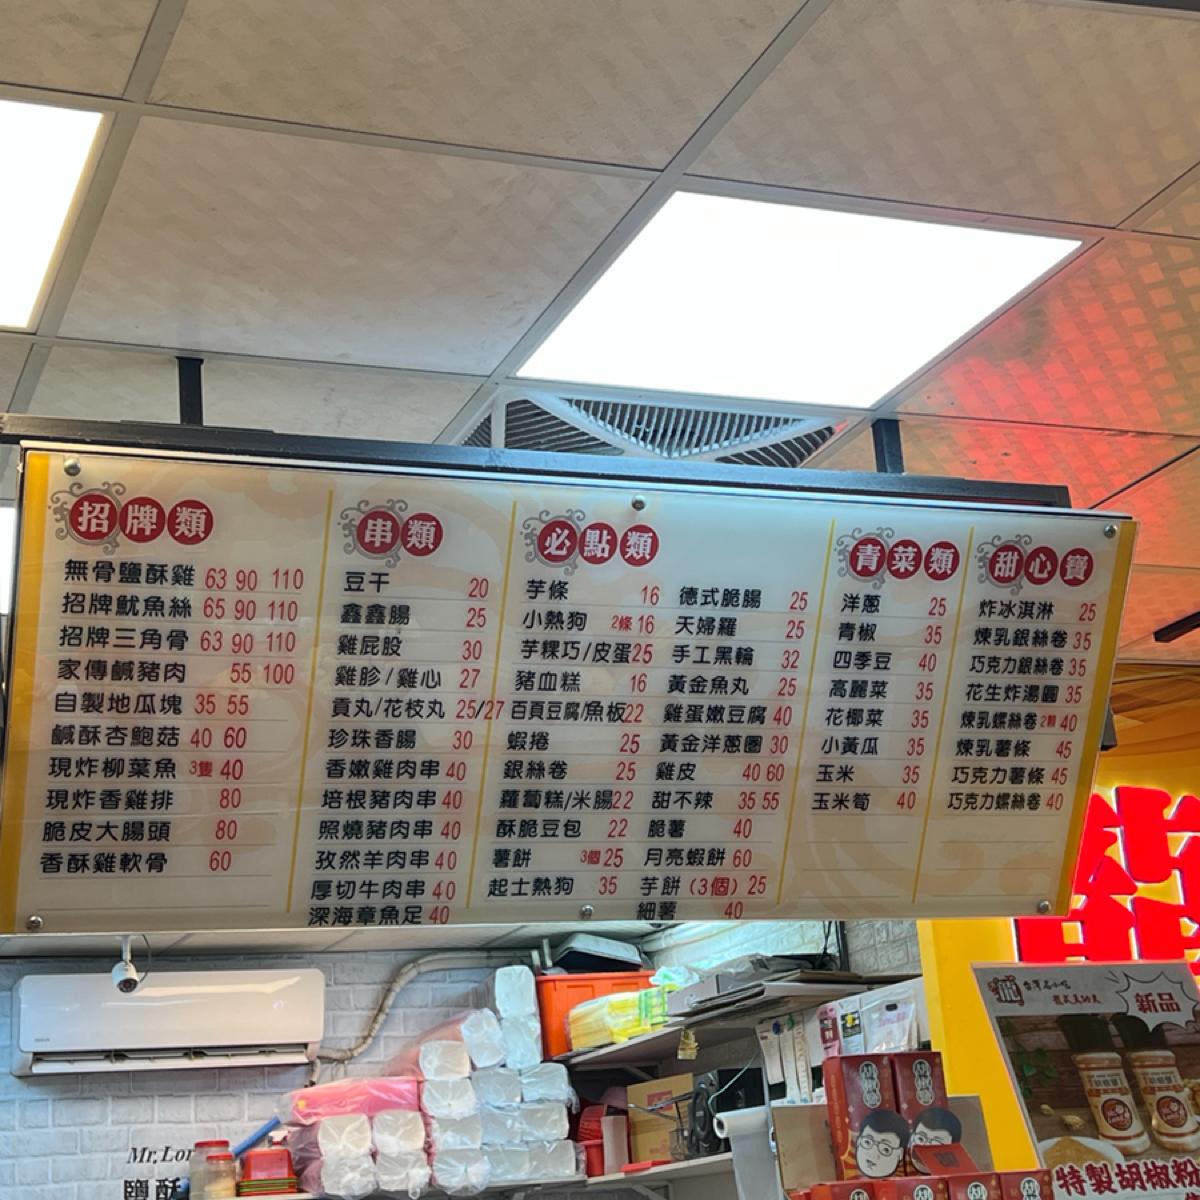 招牌類
無骨鹽酥雞 63 90 110
招牌魷魚絲 65 90 110
招牌三角骨 63 90 110
家傳鹹豬肉 55 100
自製地瓜塊 35 55
鹹酥杏鮑菇 40 60
現炸柳葉魚 3隻 40
現炸香雞排 80
脆皮大腸頭 80
香酥雞軟骨 60
串類
豆干 20
鑫鑫腸 25
雞屁股 30
雞胗/雞心 27
貢丸/花枝丸 25/27
珍珠香腸 30
香嫩雞肉串 40
培根豬肉串 40
照燒豬肉串 40
孜然羊肉串 40
厚切牛肉串 40
深海章魚足 40
必點類
芋條 16
小熱狗 2條 16
芋粿巧/皮蛋 25
豬血糕 16
百頁豆腐/魚板 22
蝦捲 25
銀絲卷 25
蘿蔔糕/米腸 22
酥脆豆包 22
薯餅 3個 25
起士熱狗 35
德式脆腸 25
天婦羅 25
手工黑輪 32
黃金魚丸 25
雞蛋嫩豆腐 40
黃金洋蔥圈 30
雞皮 40 60
甜不辣 35 55
脆薯 40
月亮蝦餅 60
芋餅（3個）25
細薯 40
青菜類
洋蔥 25
青椒 35
四季豆 40
高麗菜 35
花椰菜 35
小黃瓜 35
玉米 35
玉米筍 40
甜心寶
炸冰淇淋 25
煉乳銀絲卷 35
巧克力銀絲卷 35
花生炸湯圓 35
煉乳螺絲卷 2顆 40
煉乳薯條 45
巧克力薯條 45
巧克力螺絲卷 40
Mr.Lor
鹽酥
台灣名小吃
新品
特製胡椒粉